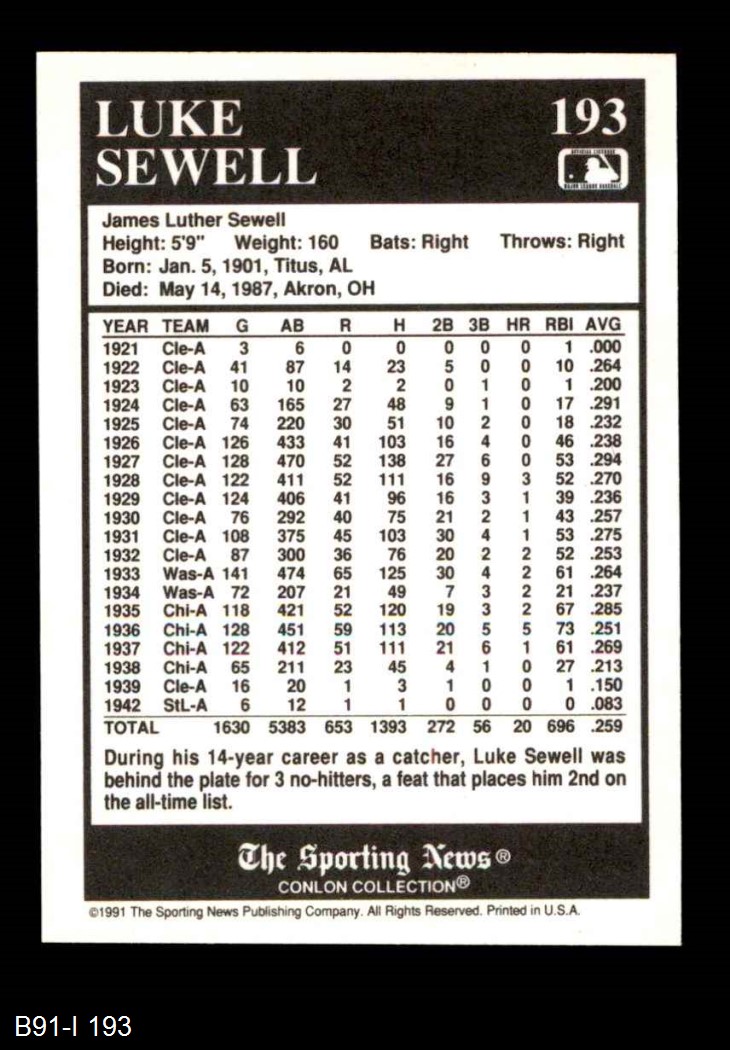 LUKE 193
SEWELL
OFFICIAL LICENSEE
MAJOR LEAGUE BASEBALL
James Luther Sewell
Height: 5'9" Weight: 160 Bats: Right Throws: Right
Born: Jan. 5, 1901, Titus, AL
Died: May 14, 1987, Akron, OH
YEAR TEAM G AB R H 2B 3B HR RBI AVG
1921 Cle-A 3 6 0 0 0 0 0 1 .000
1922 Cle-A 41 87 14 23 5 0 0 10 .264
1923 Cle-A 10 10 2 2 0 1 0 1 .200
1924 Cle-A 63 165 27 48 9 1 0 17 .291
1925 Cle-A 74 220 30 51 10 2 0 18 .232
1926 Cle-A 126 433 41 103 16 4 0 46 .238
1927 Cle-A 128 470 52 138 27 6 0 53 .294
1928 Cle-A 122 411 52 111 16 9 3 52 .270
1929 Cle-A 124 406 41 96 16 3 1 39 .236
1930 Cle-A 76 292 40 75 21 2 1 43 .257
1931 Cle-A 108 375 45 103 30 4 1 53 .275
1932 Cle-A 87 300 36 76 20 2 2 52 .253
1933 Was-A 141 474 65 125 30 4 2 61 .264
1934 Was-A 72 207 21 49 7 3 2 21 .237
1935 Chi-A 118 421 52 120 19 3 2 67 .285
1936 Chi-A 128 451 59 113 20 5 5 73 .251
1937 Chi-A 122 412 51 111 21 6 1 61 .269
1938 Chi-A 65 211 23 45 4 1 0 27 .213
1939 Cle-A 16 20 1 3 1 0 0 1 .150
1942 StL-A 6 12 1 1 0 0 0 0 .083
TOTAL 1630 5383 653 1393 272 56 20 696 .259
During his 14-year career as a catcher, Luke Sewell was
behind the plate for 3 no-hitters, a feat that places him 2nd on
the all-time list.
The Sporting News®
CONLON COLLECTION®
©1991 The Sporting News Publishing Company. All Rights Reserved. Printed in U.S.A.
B91-I 193